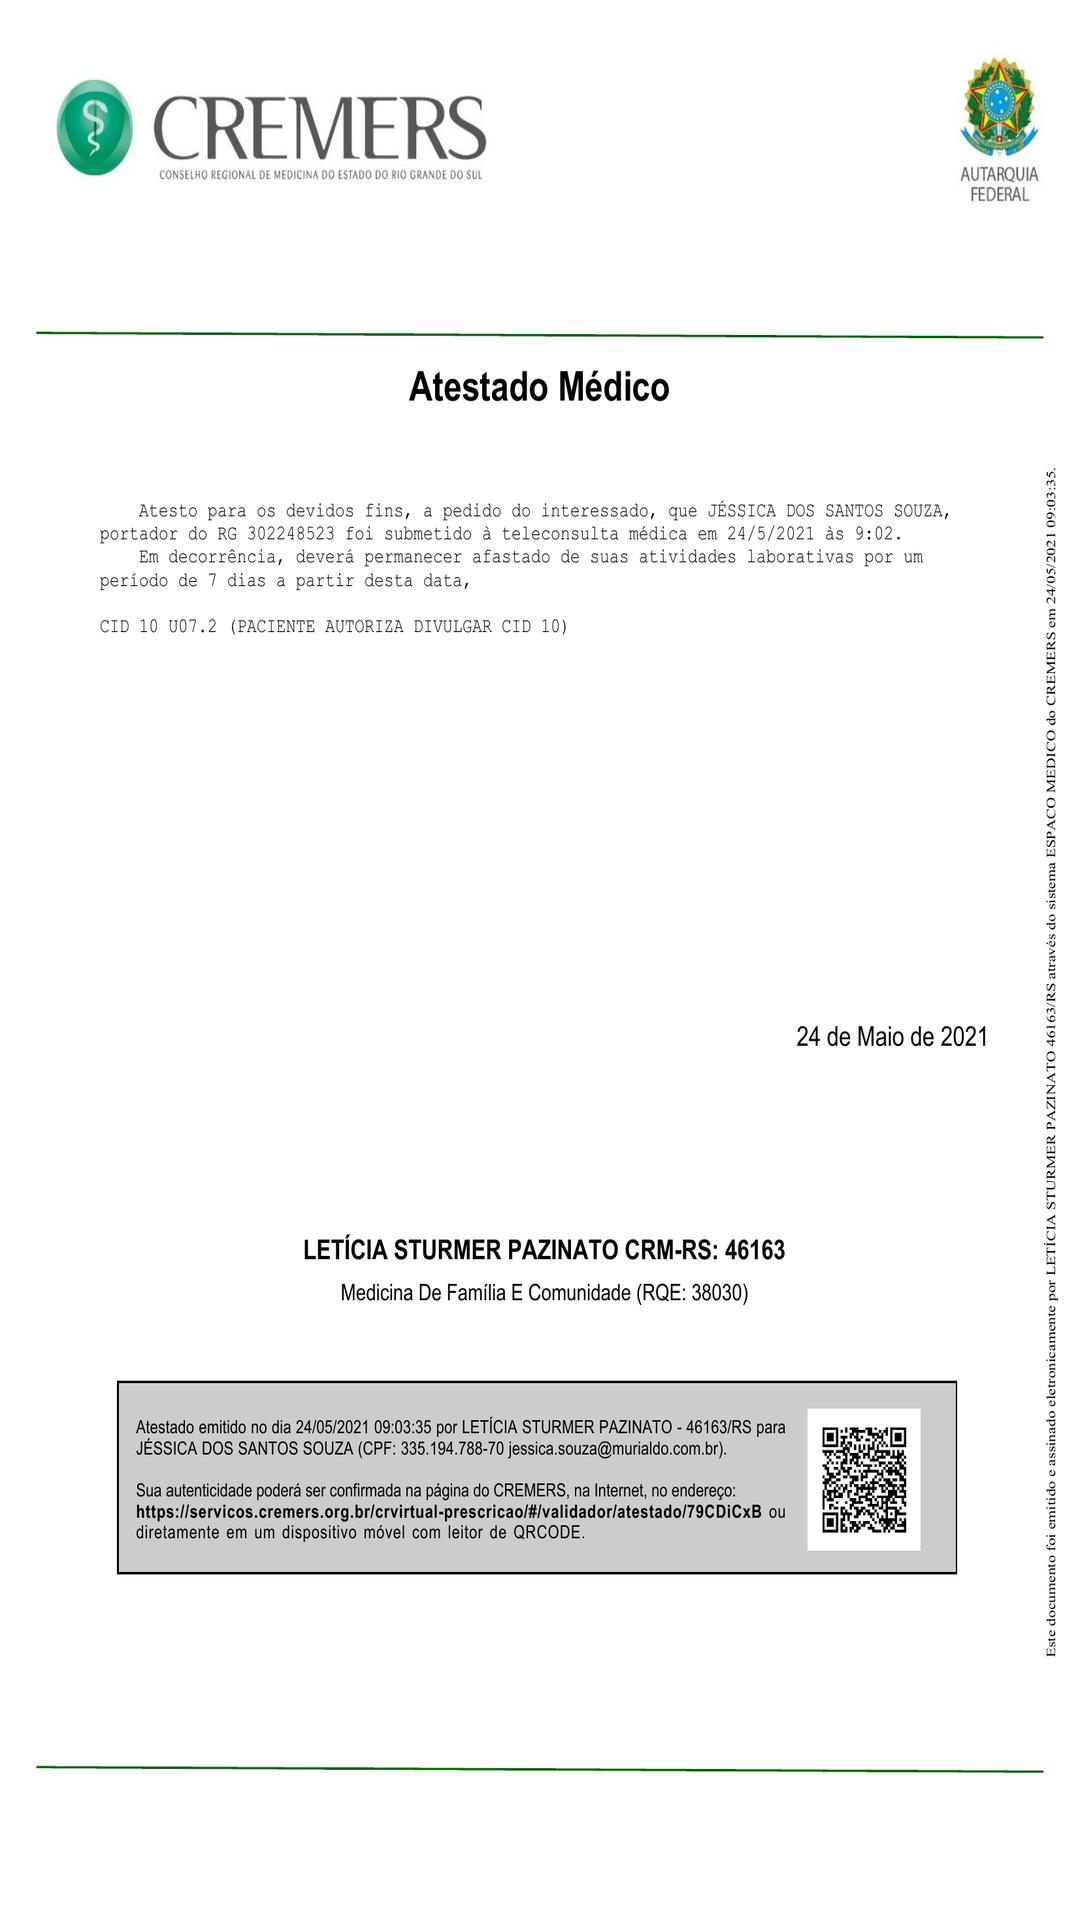 CREMERS
CONSELHO REGIONAL DE MEDICINA DO ESTADO DO RIO GRANDE DO SUL
AUTARQUIA
FEDERAL
Atestado Médico
Atesto para os devidos fins, a pedido do interessado, que JÉSSICA DOS SANTOS SOUZA,
portador do RG 302248523 foi submetido à teleconsulta médica em 24/5/2021 às 9:02.
Em decorrência, deverá permanecer afastado de suas atividades laborativas por um
período de 7 dias a partir desta data,
CID 10 U07.2 (PACIENTE AUTORIZA DIVULGAR CID 10)
24 de Maio de 2021
LETÍCIA STURMER PAZINATO CRM-RS: 46163
Medicina De Família E Comunidade (RQE: 38030)
Atestado emitido no dia 24/05/2021 09:03:35 por LETÍCIA STURMER PAZINATO - 46163/RS para
JÉSSICA DOS SANTOS SOUZA (CPF: 335.194.788-70 jessica.souza@murialdo.com.br).
Sua autenticidade poderá ser confirmada na página do CREMERS, na Internet, no endereço:
https://servicos.cremers.org.br/crvirtual-prescricao/#/validador/atestado/79CDiCxB ou
diretamente em um dispositivo móvel com leitor de QRCODE.
Este documento foi emitido e assinado eletronicamente por LETÍCIA STURMER PAZINATO 46163/RS através do sistema ESPACO MEDICO do CREMERS em 24/05/2021 09:03:35.